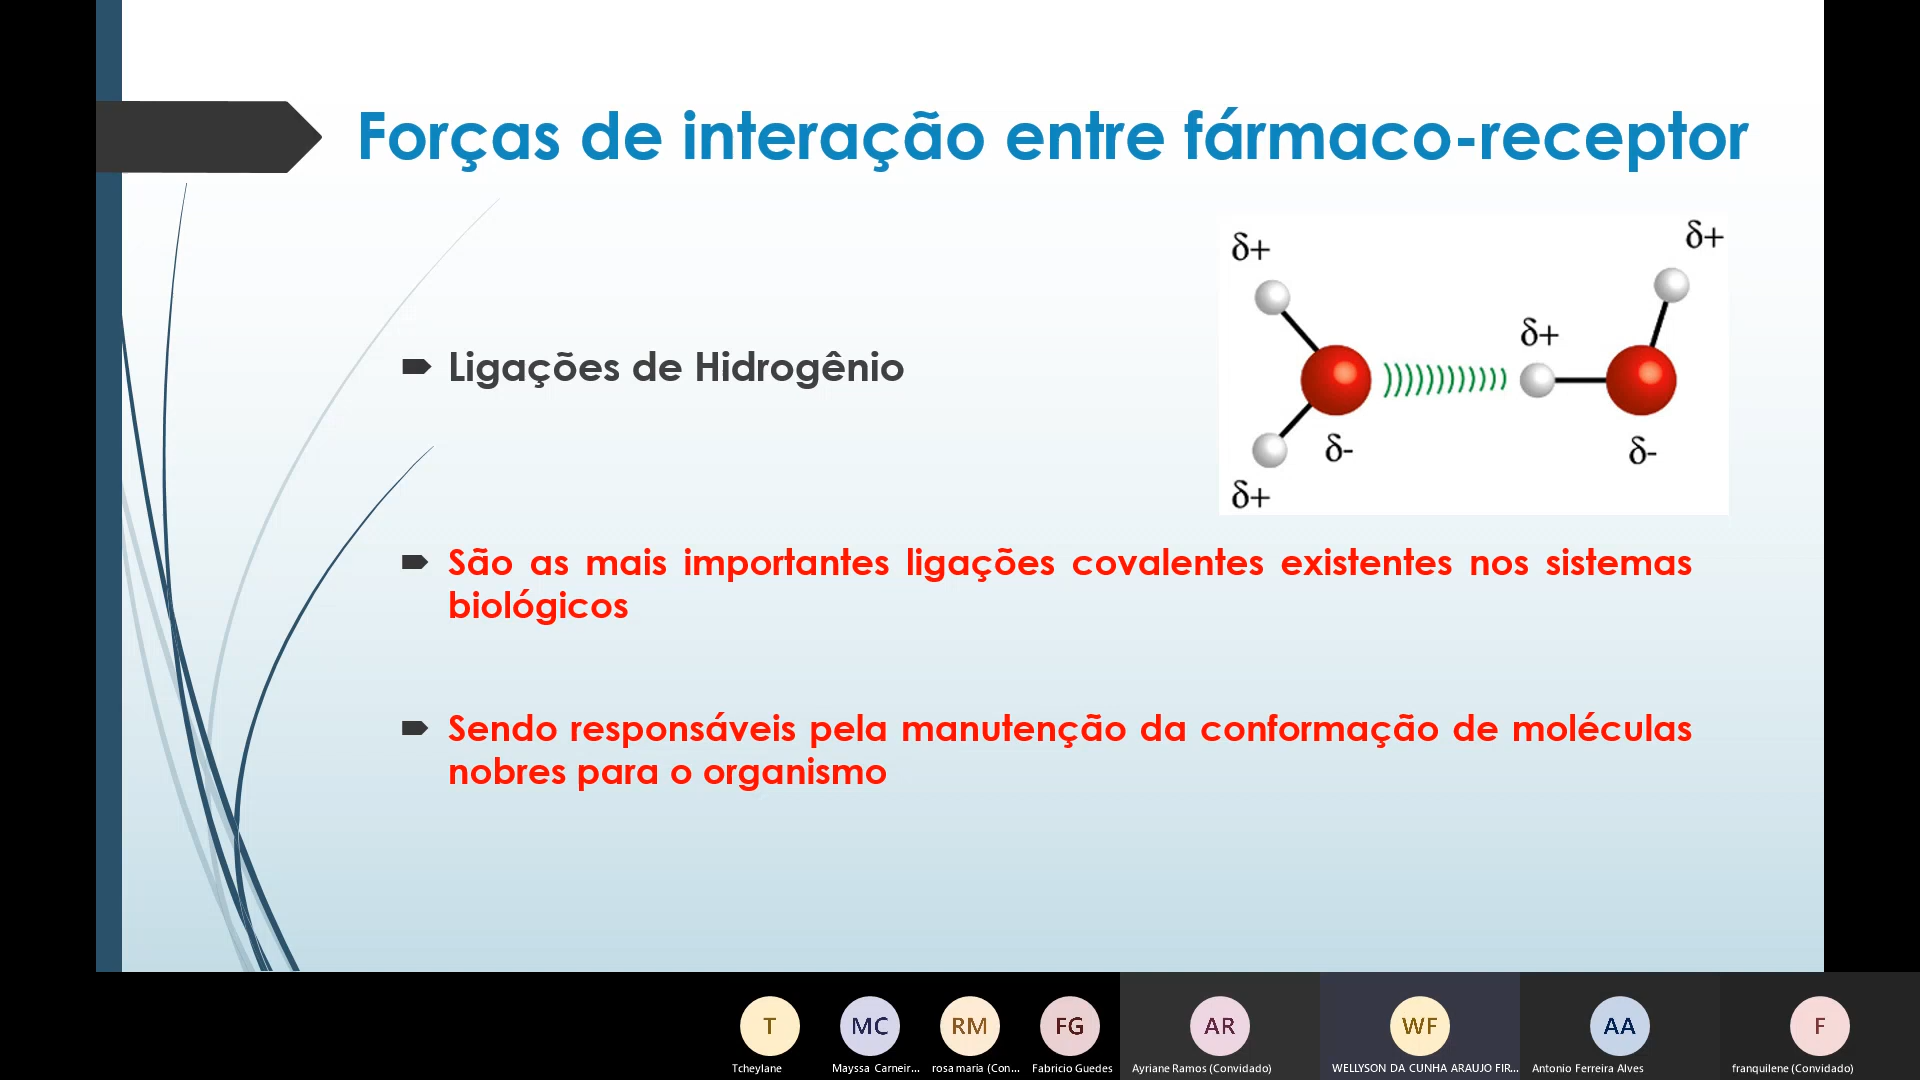 Forças de interação entre fármaco-receptor
δ+
δ+
δ+
Ligações de Hidrogênio
δ-
δ-
δ+
São as mais importantes ligações covalentes existentes nos sistemas
biológicos
Sendo responsáveis pela manutenção da conformação de moléculas
nobres para o organismo
T
MC
RM
FG
AR
WF
AA
F
Tcheylane
Mayssa Carneir...
rosa maria (Con...
Fabricio Guedes
Ayriane Ramos (Convidado)
WELLYSON DA CUNHA ARAUJO FIR...
Antonio Ferreira Alves
franquilene (Convidado)